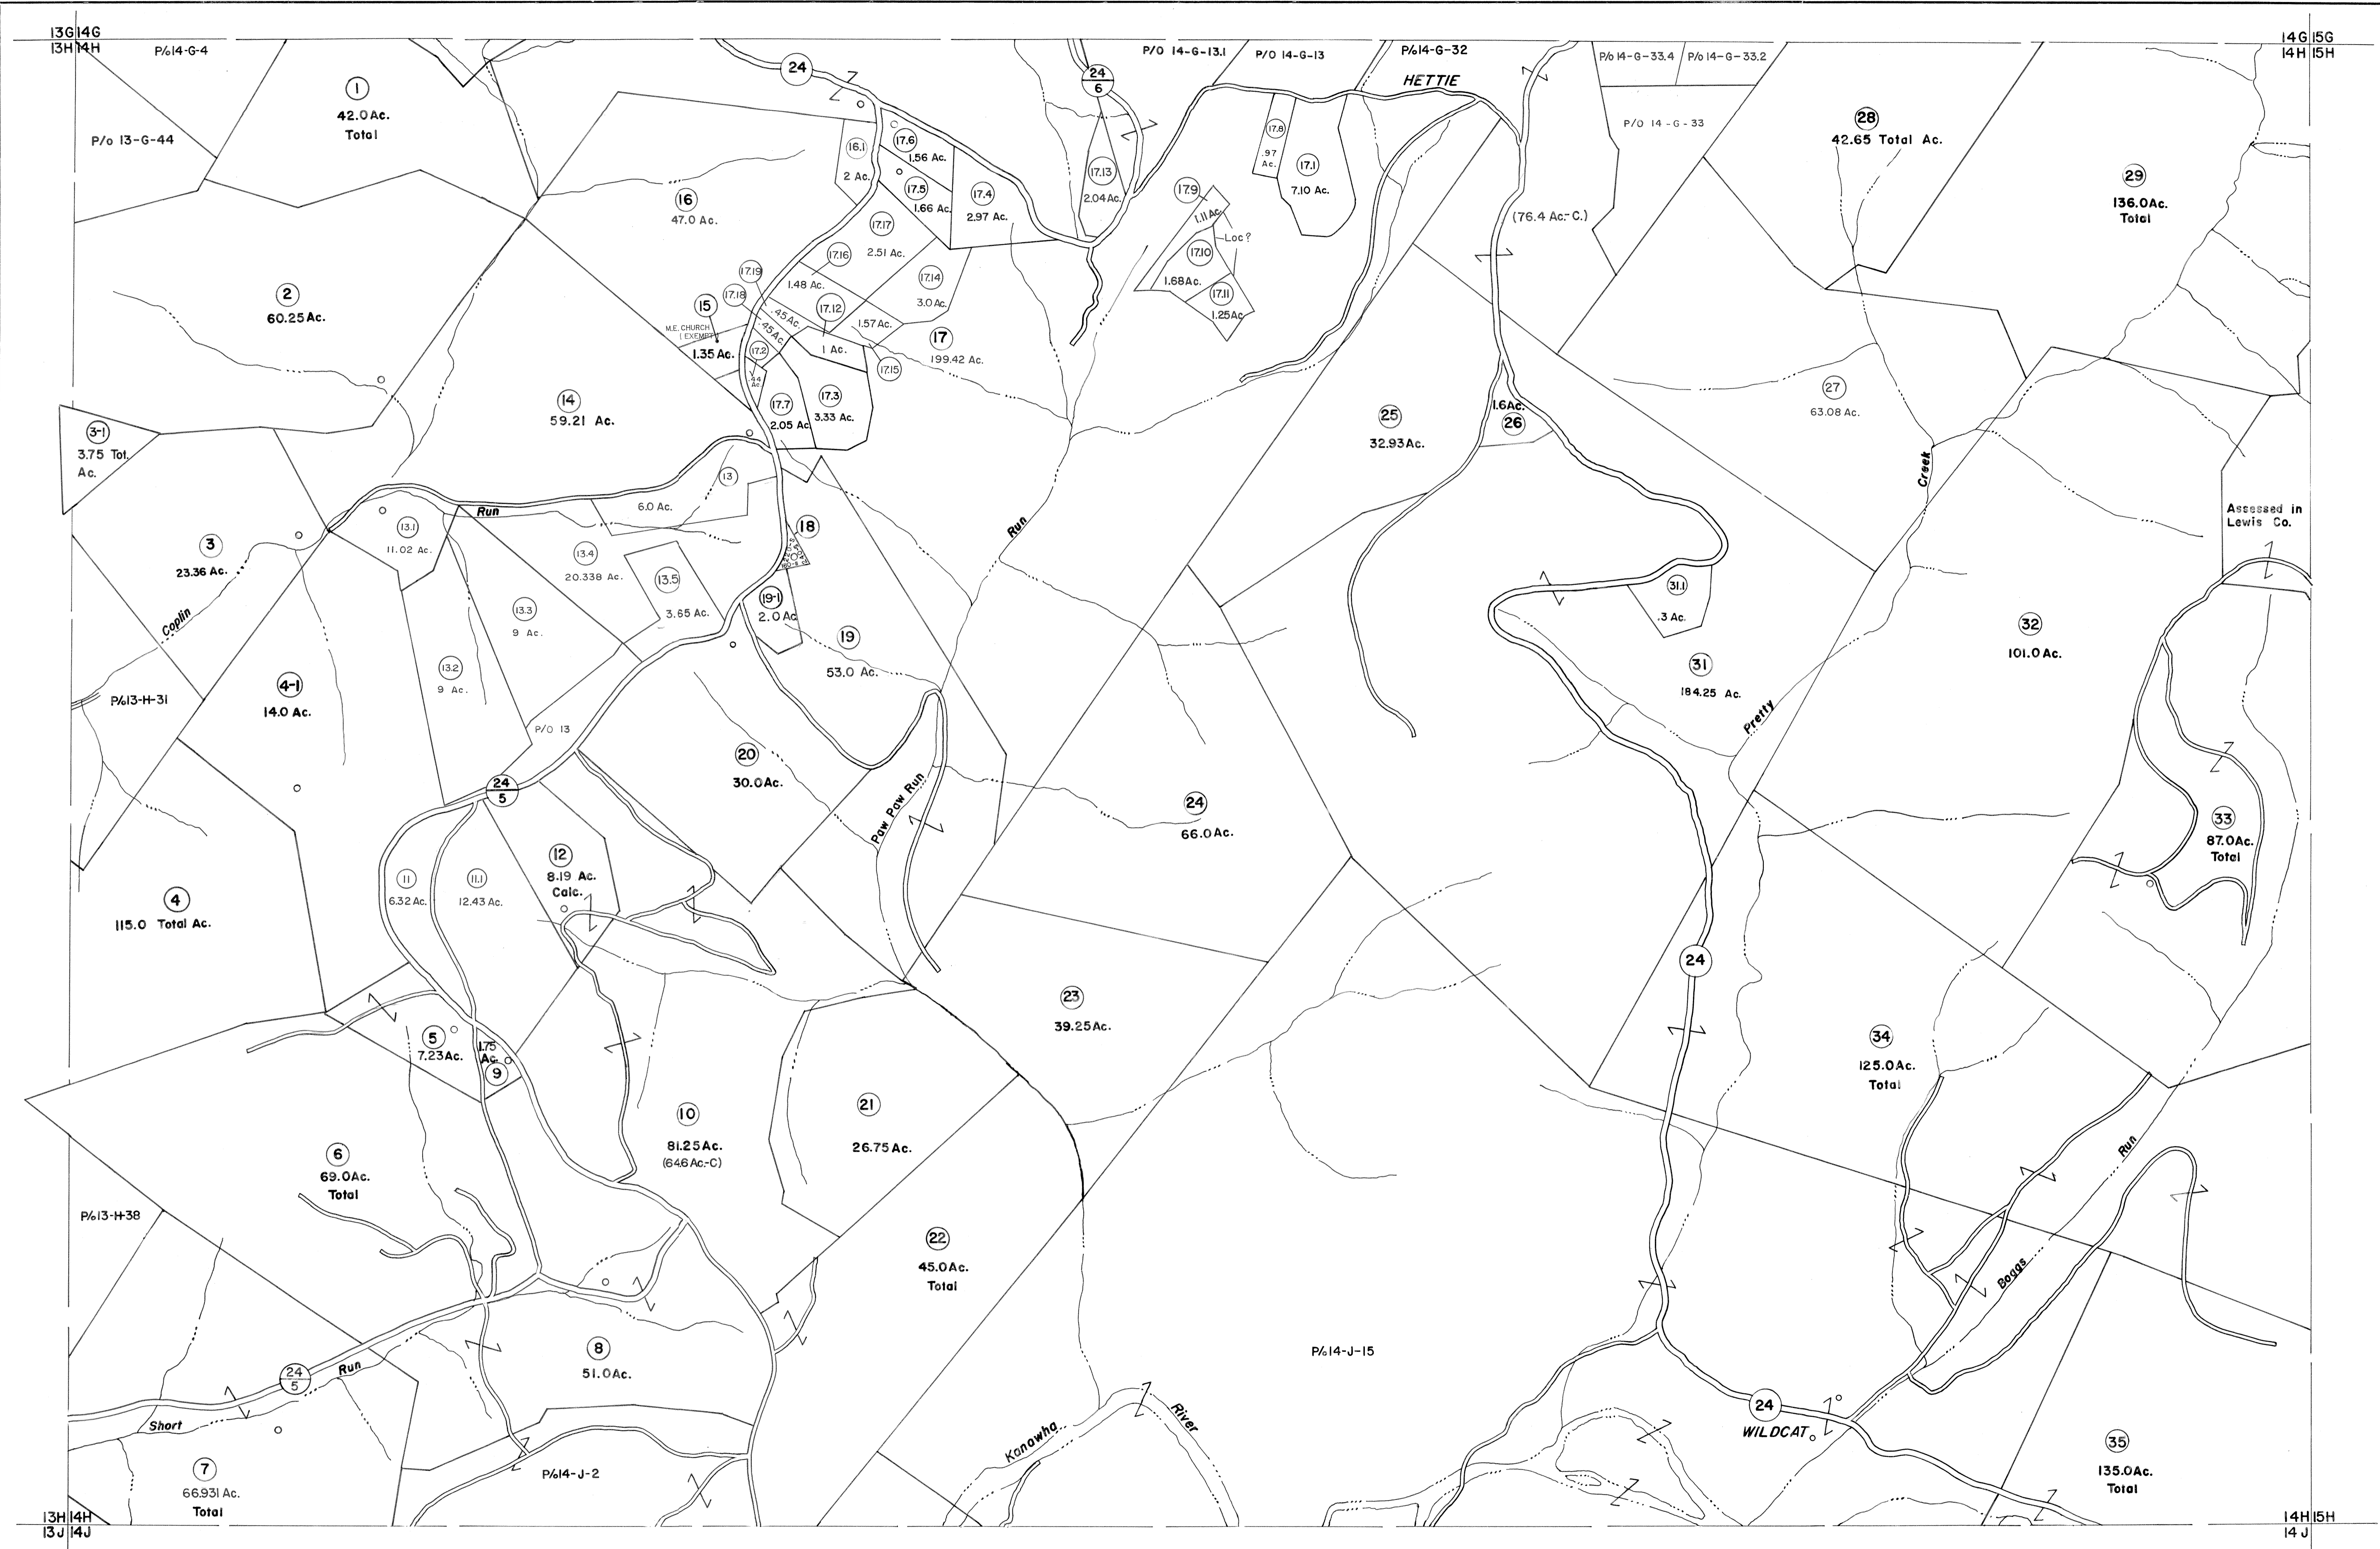 13G 14G
13H 14H
P/o 14-G-4
1
42.0 Ac.
Total
P/o 13-G-44
24
24
6
P/O 14-G-13.1
P/O 14-G-13
P/o 14-G-32
HETTIE
P/o 14-G-33.4
P/o 14-G-33.2
P/O 14-G-33
14G 15G
14H 15H
28
42.65 Total Ac.
29
136.0 Ac.
Total
16
47.0 Ac.
16.1
2 Ac.
17.6
1.56 Ac.
17.5
1.66 Ac.
17.4
2.97 Ac.
17.13
2.04 Ac.
17.8
.97
Ac.
17.1
7.10 Ac.
17.9
1.11 Ac.
Loc?
17.10
1.68 Ac.
17.11
1.25 Ac.
(76.4 Ac.-C.)
17.17
2.51 Ac.
17.16
1.48 Ac.
17.14
3.0 Ac.
17.19
.45 Ac.
17.18
.45 Ac.
17.12
1 Ac.
1.57 Ac.
17.15
17
199.42 Ac.
15
M.E. CHURCH
(EXEMPT)
1.35 Ac.
17.2
.44
Ac.
17.7
2.05 Ac.
17.3
3.33 Ac.
2
60.25 Ac.
14
59.21 Ac.
3-1
3.75 Tot.
Ac.
25
32.93 Ac.
1.6 Ac.
26
27
63.08 Ac.
Creek
Assessed in
Lewis Co.
3
23.36 Ac.
Coplin
Run
13.1
11.02 Ac.
13
6.0 Ac.
13.4
20.338 Ac.
13.5
3.65 Ac.
13.3
9 Ac.
13.2
9 Ac.
P/O 13
18
19-1
2.0 Ac.
19
53.0 Ac.
Run
31.1
.3 Ac.
31
184.25 Ac.
Pretty
32
101.0 Ac.
P/o 13-H-31
4-1
14.0 Ac.
24
5
20
30.0 Ac.
Paw Paw Run
24
66.0 Ac.
33
87.0 Ac.
Total
4
115.0 Total Ac.
11
6.32 Ac.
11.1
12.43 Ac.
12
8.19 Ac.
Calc.
24
5
7.23 Ac.
1.75
Ac.
9
23
39.25 Ac.
34
125.0 Ac.
Total
10
81.25 Ac.
(64.6 Ac.-C)
21
26.75 Ac.
6
69.0 Ac.
Total
P/o 13-H-38
22
45.0 Ac.
Total
Run
Boggs
8
51.0 Ac.
P/o 14-J-15
24
5
Run
Short
7
66.931 Ac.
Total
P/o 14-J-2
Kanawha
River
24
WILDCAT
35
135.0 Ac.
Total
13H 14H
13J 14J
14H 15H
14 J